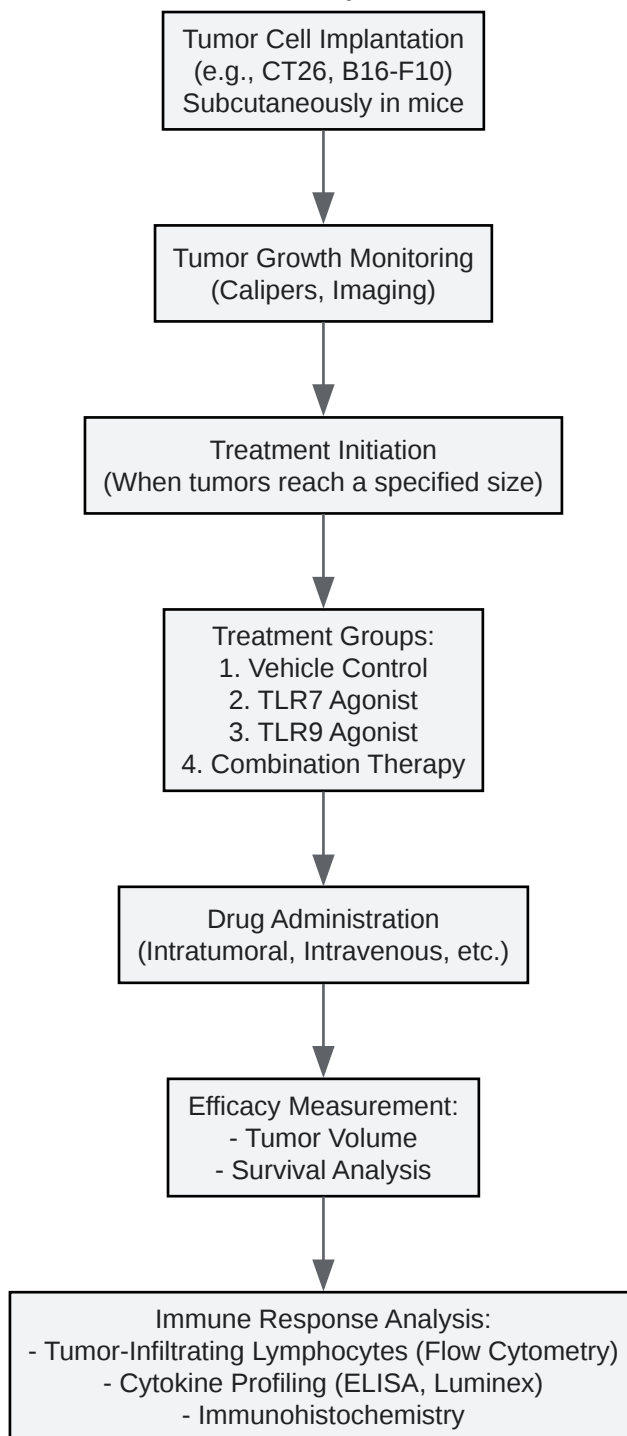 Tumor Cell Implantation
(e.g., CT26, B16-F10)
Subcutaneously in mice
Tumor Growth Monitoring
(Calipers, Imaging)
Treatment Initiation
(When tumors reach a specified size)
Treatment Groups:
1. Vehicle Control
2. TLR7 Agonist
3. TLR9 Agonist
4. Combination Therapy
Drug Administration
(Intratumoral, Intravenous, etc.)
Efficacy Measurement:
- Tumor Volume
- Survival Analysis
Immune Response Analysis:
- Tumor-Infiltrating Lymphocytes (Flow Cytometry)
- Cytokine Profiling (ELISA, Luminex)
- Immunohistochemistry